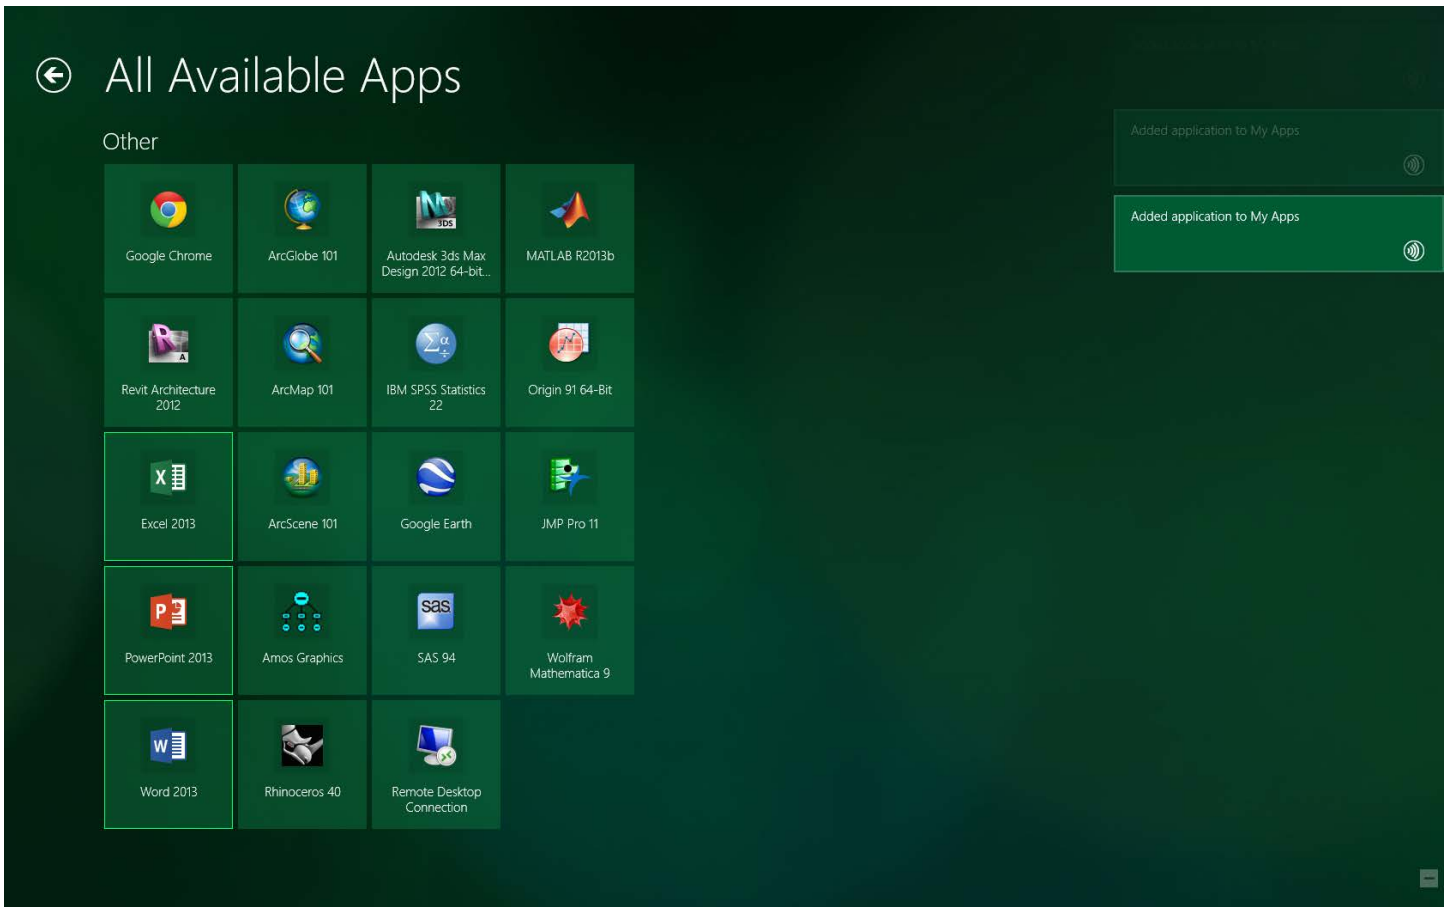 All Available Apps
Other
Google Chrome
ArcGlobe 101
3DS
Autodesk 3ds Max
Design 2012 64-bit...
MATLAB R2013b
A
Revit Architecture
2012
ArcMap 101
Σα÷
IBM SPSS Statistics
22
Origin 91 64-Bit
X
Excel 2013
ArcScene 101
Google Earth
JMP Pro 11
P
PowerPoint 2013
Amos Graphics
sas
SAS 94
Wolfram
Mathematica 9
W
Word 2013
Rhinoceros 40
Remote Desktop
Connection
Added application to My Apps
Added application to My Apps